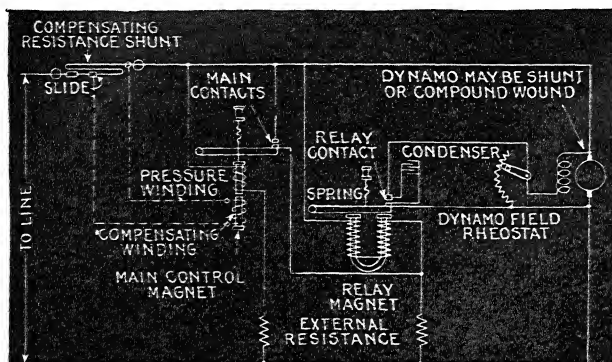 COMPENSATING
RESISTANCE SHUNT
SLIDE
MAIN
CONTACTS
DYNAMO MAY BE SHUNT
OR COMPOUND WOUND
RELAY
CONTACT
CONDENSER
PRESSURE
WINDING
SPRING
TO LINE
COMPENSATING
WINDING
DYNAMO FIELD
RHEOSTAT
MAIN CONTROL
MAGNET
RELAY
MAGNET
EXTERNAL
RESISTANCE